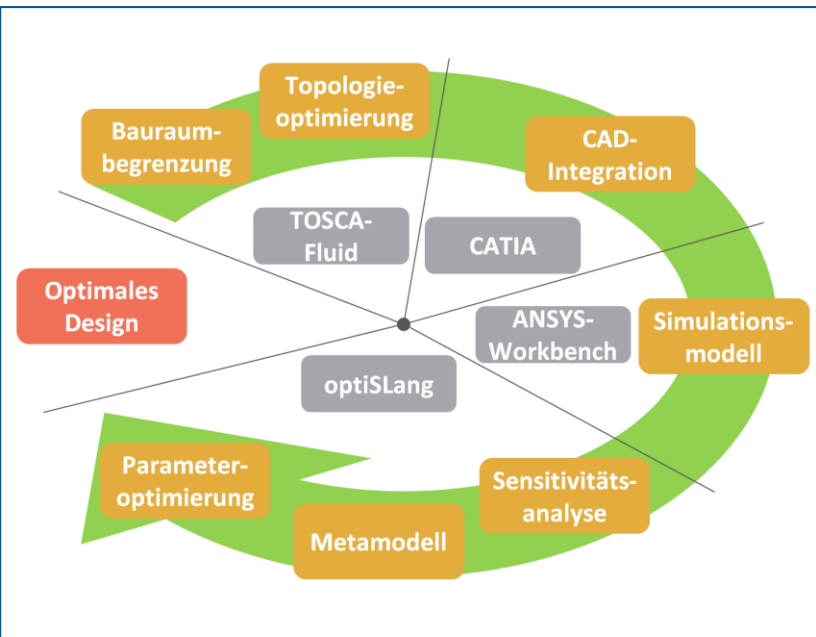 Topologie-
optimierung
Bauraum-
begrenzung
CAD-
Integration
TOSCA-
Fluid
CATIA
Optimales
Design
ANSYS-
Workbench
Simulations-
modell
optiSLang
Parameter-
optimierung
Sensitivitäts-
analyse
Metamodell